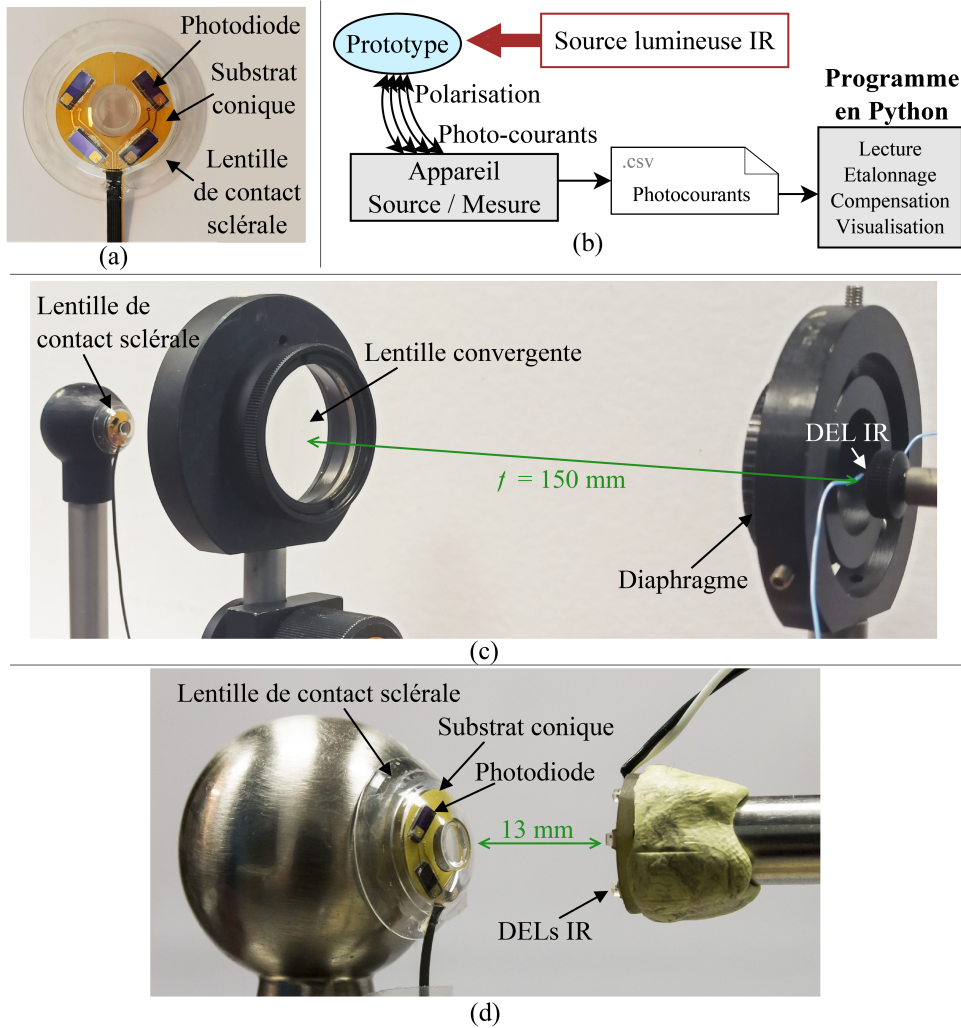 Photodiode
Substrat
conique
Lentille
de contact
sclérale
(a)
Prototype
Source lumineuse IR
Polarisation
Photo-courants
Appareil
Source / Mesure
.csv
Photocourants
Programme
en Python
Lecture
Etalonnage
Compensation
Visualisation
(b)
Lentille de
contact sclérale
Lentille convergente
DEL IR
f = 150 mm
Diaphragme
(c)
Lentille de contact sclérale
Substrat conique
Photodiode
13 mm
DELs IR
(d)